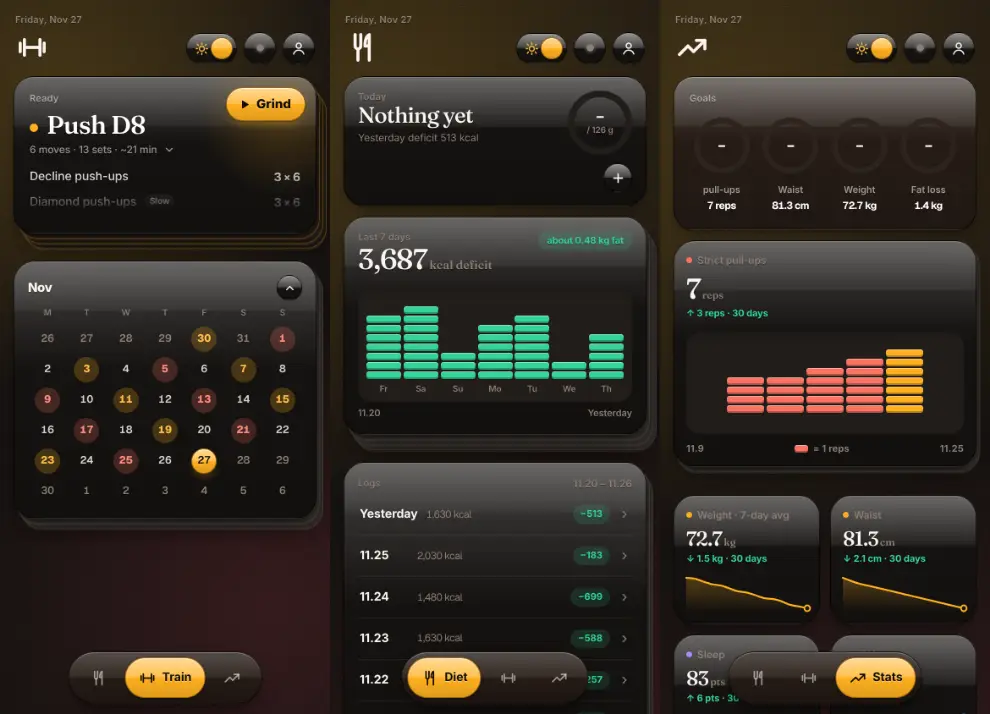 Friday, Nov 27
Ready
Grind
Push D8
6 moves · 13 sets · ~21 min
Decline push-ups 3 × 6
Diamond push-ups Slow 3 × 6
Nov
M T W T F S S
26 27 28 29 30 31 1
2 3 4 5 6 7 8
9 10 11 12 13 14 15
16 17 18 19 20 21 22
23 24 25 26 27 28 29
30 1 2 3 4 5 6
Train
Friday, Nov 27
Today
Nothing yet
Yesterday deficit 513 kcal
-
/ 126 g
Last 7 days
about 0.48 kg fat
3,687 kcal deficit
Fr Sa Su Mo Tu We Th
11.20 Yesterday
Logs 11.20 – 11.26
Yesterday 1,630 kcal −513
11.25 2,030 kcal −183
11.24 1,480 kcal −699
11.23 1,630 kcal −588
11.22 257
Diet
Friday, Nov 27
Goals
- - - -
pull-ups Waist Weight Fat loss
7 reps 81.3 cm 72.7 kg 1.4 kg
Strict pull-ups
7 reps
↑ 3 reps · 30 days
11.9 = 1 reps 11.25
Weight · 7-day avg
72.7 kg
↓ 1.5 kg · 30 days
Waist
81.3 cm
↓ 2.1 cm · 30 days
Sleep
83 pts
↑ 6 pts · 30
Stats